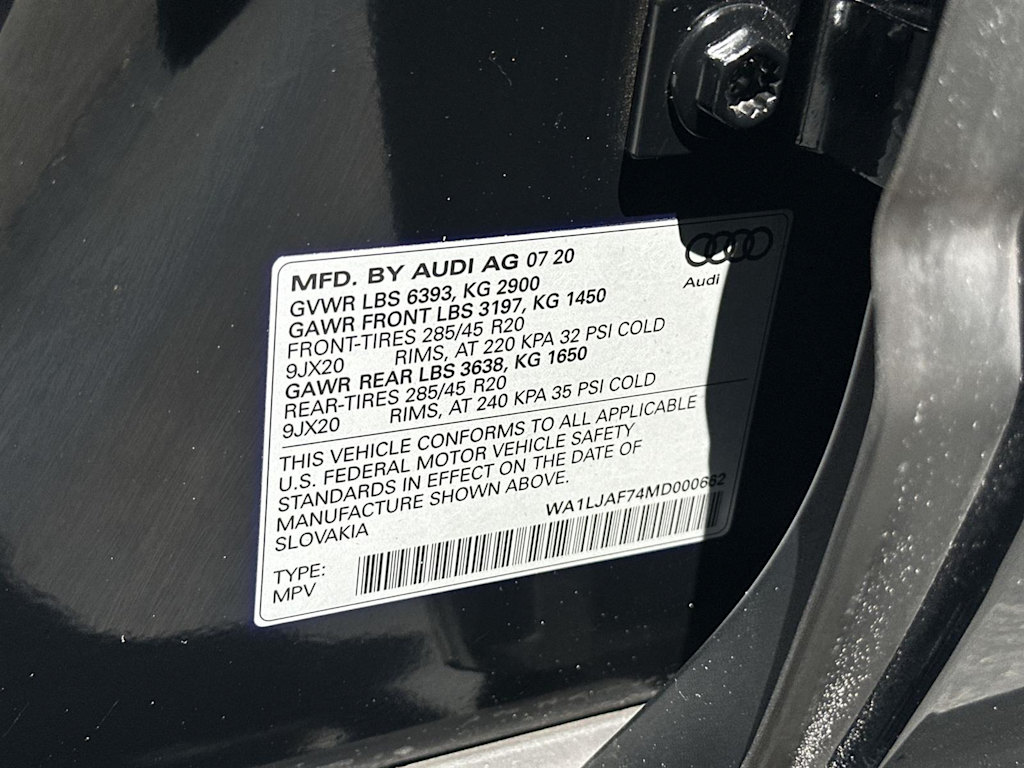 MFD. BY AUDI AG 07 20
Audi
GVWR LBS 6393, KG 2900
GAWR FRONT LBS 3197, KG 1450
FRONT-TIRES 285/45 R20
9JX20 RIMS, AT 220 KPA 32 PSI COLD
GAWR REAR LBS 3638, KG 1650
REAR-TIRES 285/45 R20
9JX20 RIMS, AT 240 KPA 35 PSI COLD
THIS VEHICLE CONFORMS TO ALL APPLICABLE
U.S. FEDERAL MOTOR VEHICLE SAFETY
STANDARDS IN EFFECT ON THE DATE OF
MANUFACTURE SHOWN ABOVE.
SLOVAKIA
WA1LJAF74MD000662
TYPE:
MPV